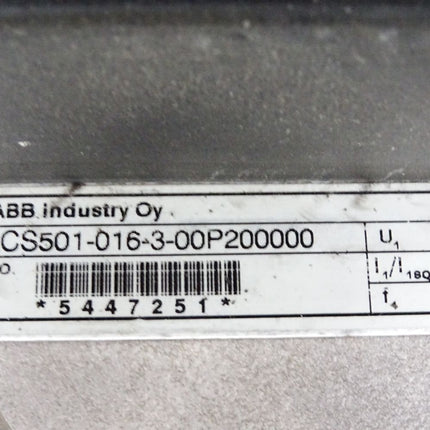 ABB Industry Oy
CS501-016-3-00P200000
U1
o.
I1/I1SQ
*5447251*
f1